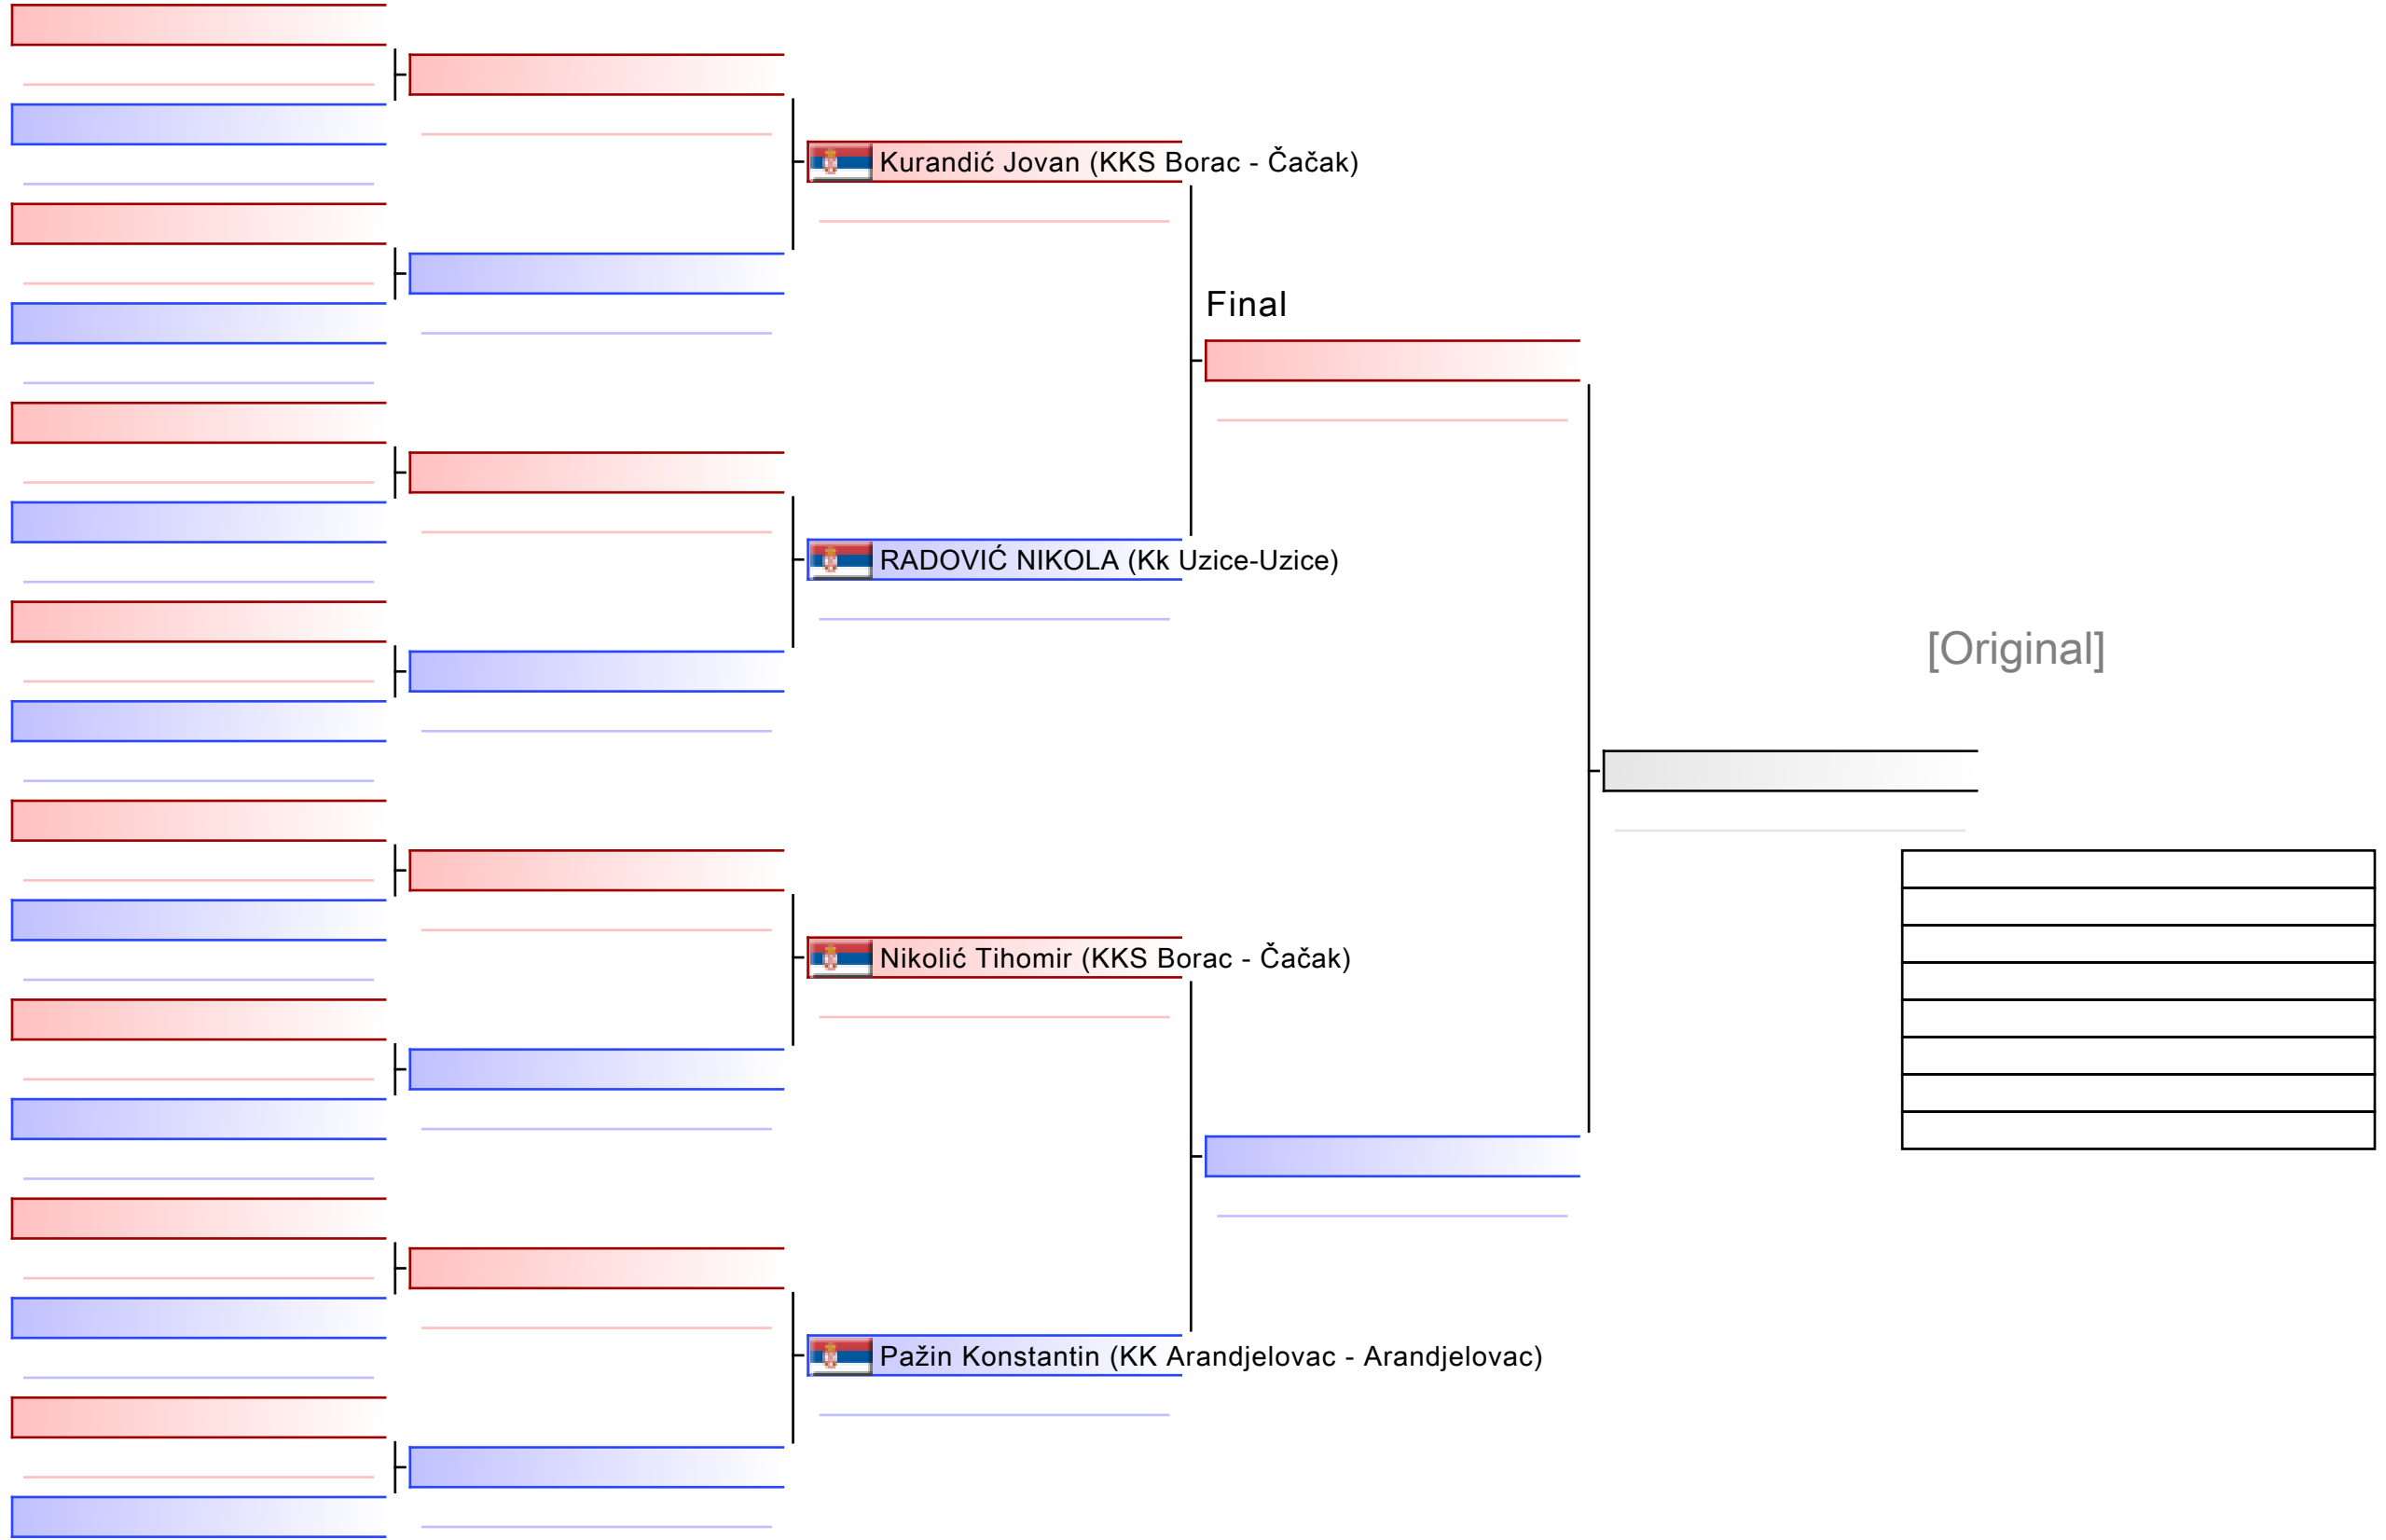 Kurandić Jovan (KKS Borac - Čačak)
Final
RADOVIĆ NIKOLA (Kk Uzice-Uzice)
[Original]
Nikolić Tihomir (KKS Borac - Čačak)
Pažin Konstantin (KK Arandjelovac - Arandjelovac)